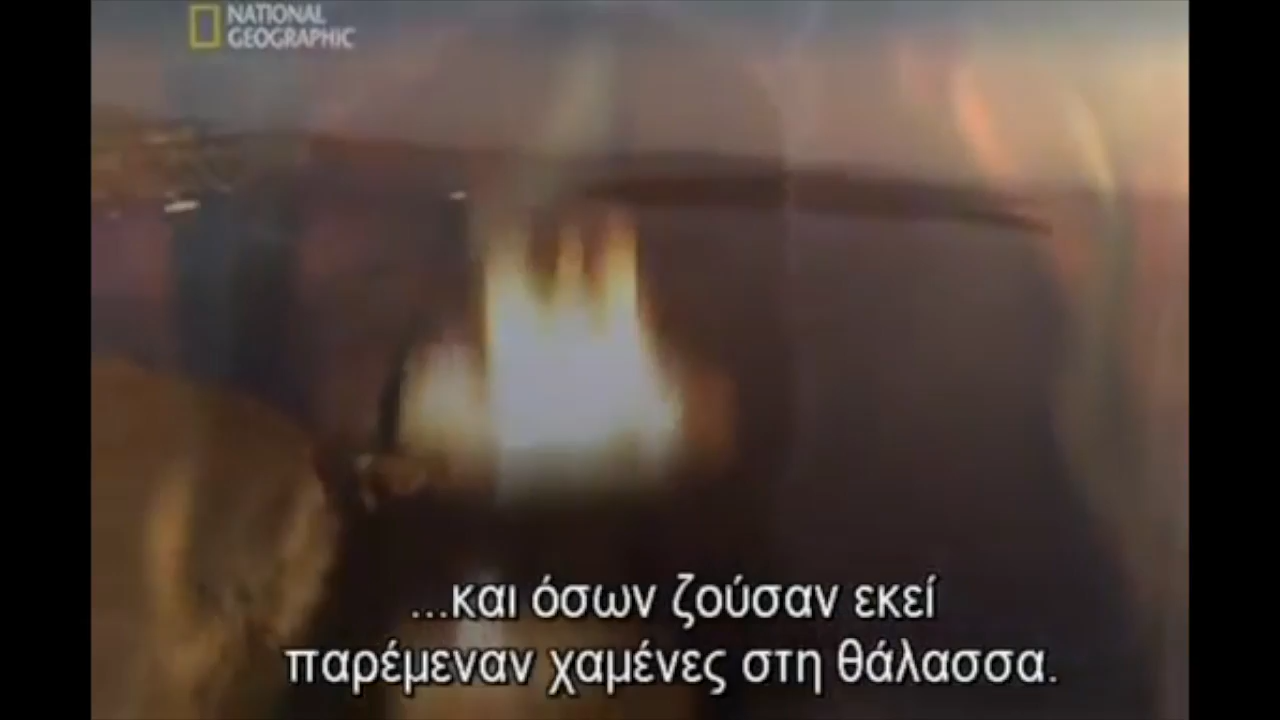 NATIONAL
GEOGRAPHIC
...και όσων ζούσαν εκεί
παρέμεναν χαμένες στη θάλασσα.